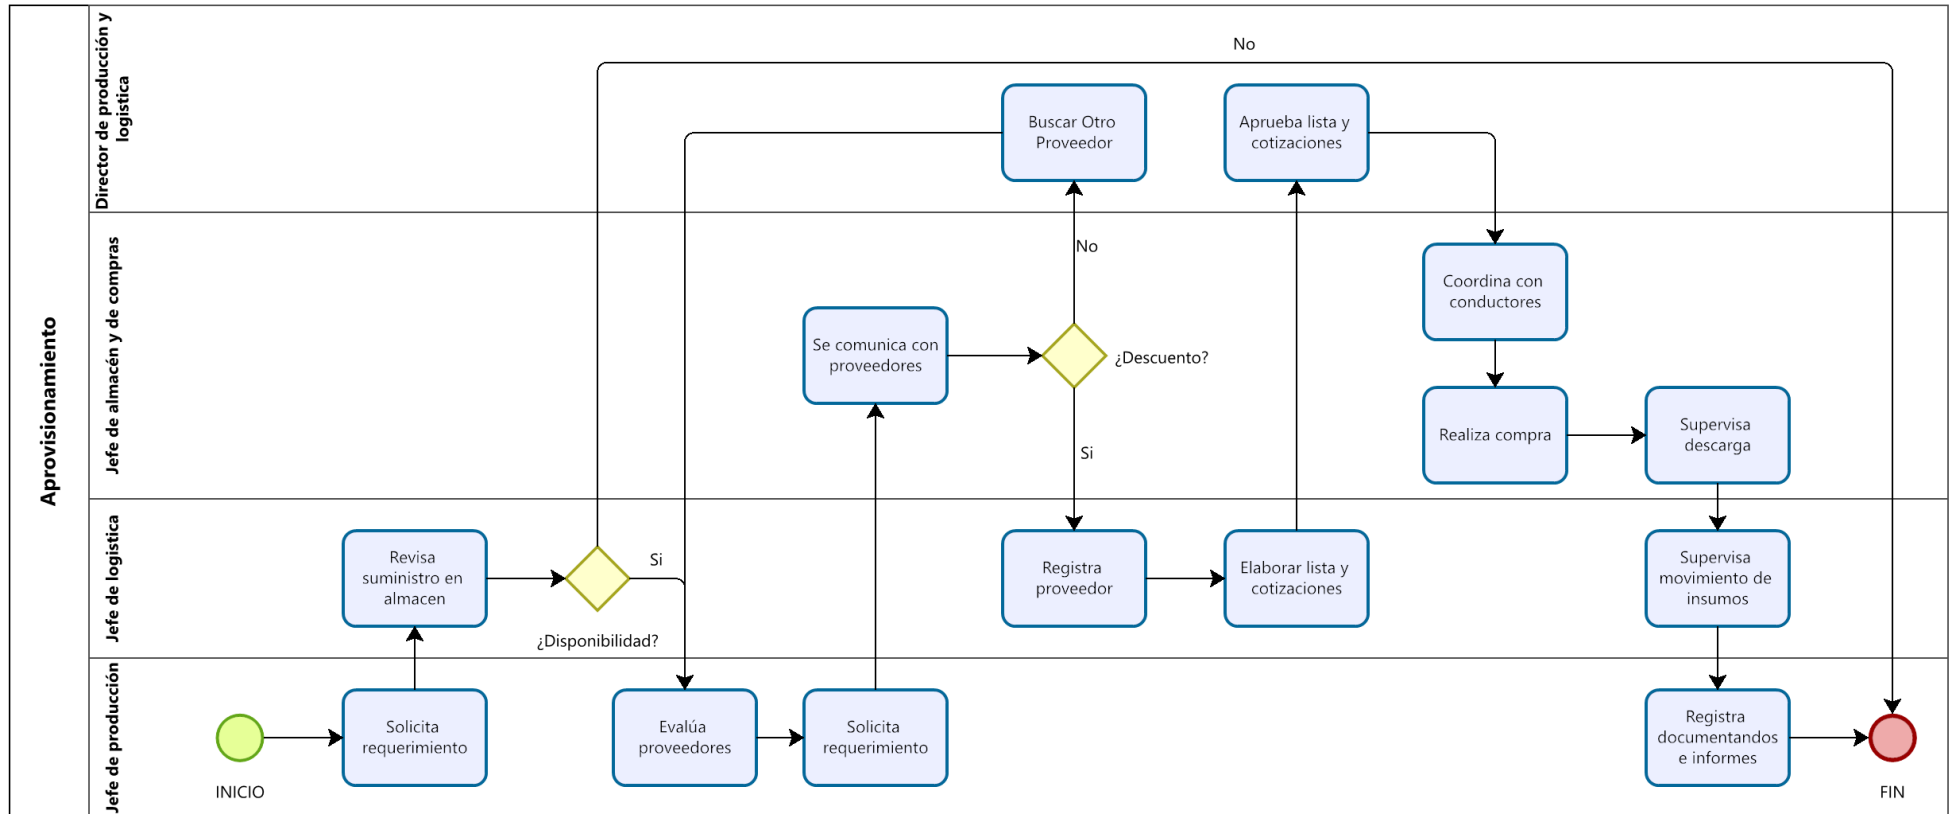 Aprovisionamiento
Director de producción y
logistica
No
Buscar Otro
Proveedor
Aprueba lista y
cotizaciones
Jefe de almacén y de compras
No
Se comunica con
proveedores
¿Descuento?
Si
Coordina con
conductores
Realiza compra
Supervisa
descarga
Jefe de logistica
Revisa
suministro en
almacen
Si
¿Disponibilidad?
Registra
proveedor
Elaborar lista y
cotizaciones
Supervisa
movimiento de
insumos
Jefe de producción
INICIO
Solicita
requerimiento
Evalúa
proveedores
Solicita
requerimiento
Registra
documentandos
e informes
FIN